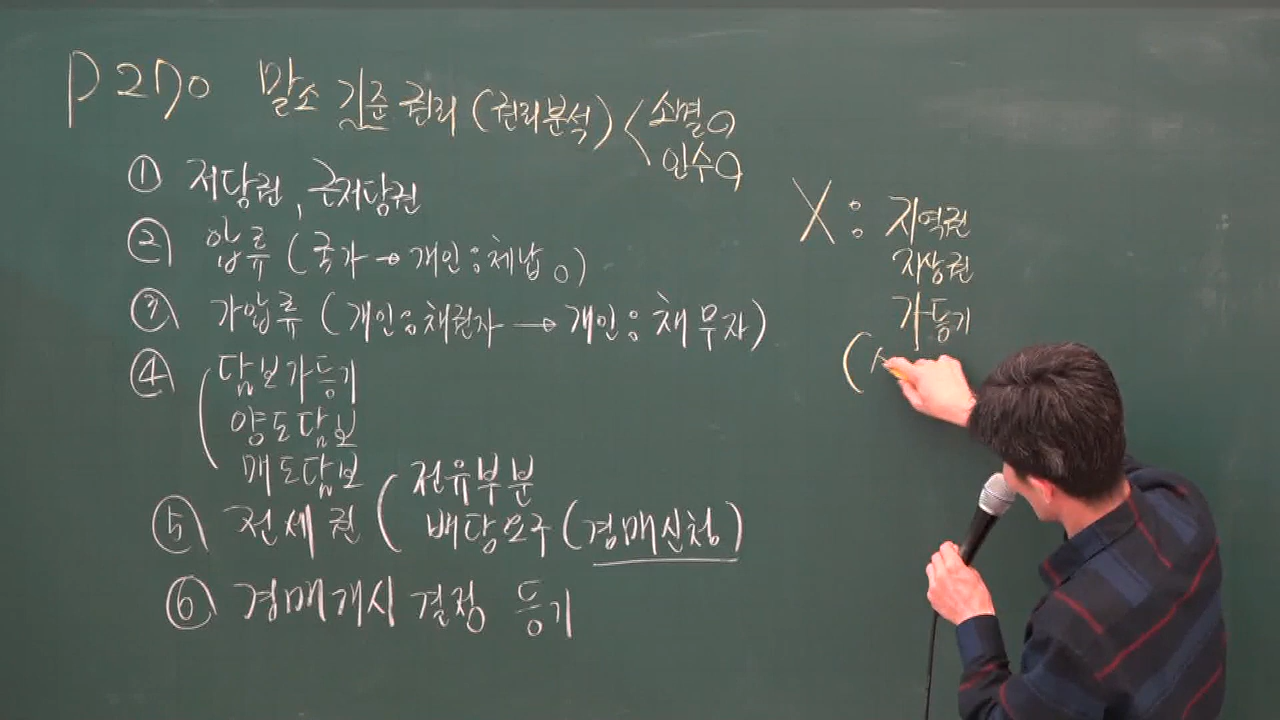 P 270 말소 기준 권리 (권리분석) < 소멸
인수
① 저당권, 근저당권
② 압류 (국가 → 개인 : 체납)
③ 가압류 (개인 : 채권자 → 개인 : 채무자)
④ (담보가등기
양도담보
매도담보
⑤ 전세권 (전유부분
배당요구 (경매신청)
⑥ 경매개시 결정 등기
X : 지역권
지상권
가등기
(